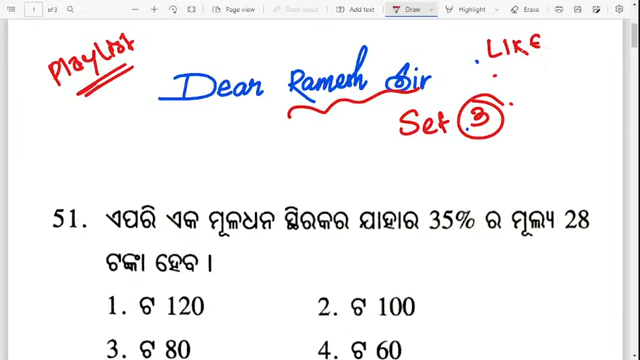 1 of 3 Page view Read aloud Add text Draw Highlight Erase
Playlist
LIKE
Dear Ramesh Sir
Set 3
51. ଏପରି ଏକ ମୂଳଧନ ସ୍ଥିରକର ଯାହାର 35% ର ମୂଲ୍ୟ 28
ଟଙ୍କା ହେବ ।
1. ଟ 120 2. ଟ 100
3. ଟ 80 4. ଟ 60